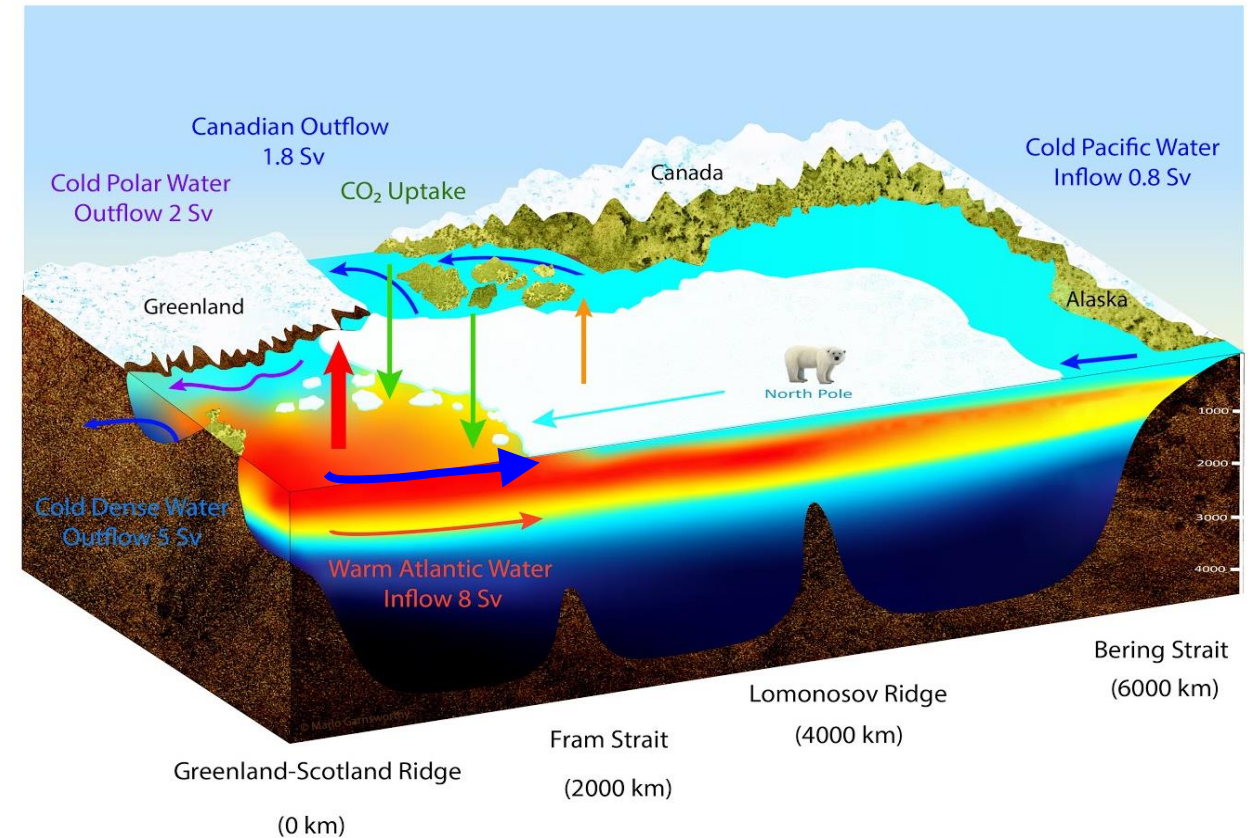 Canadian Outflow
1.8 Sv
Cold Polar Water
Outflow 2 Sv
CO₂ Uptake
Canada
Cold Pacific Water
Inflow 0.8 Sv
Greenland
Alaska
North Pole
1000
2000
3000
4000
Cold Dense Water
Outflow 5 Sv
Warm Atlantic Water
Inflow 8 Sv
Bering Strait
(6000 km)
Lomonosov Ridge
(4000 km)
Fram Strait
(2000 km)
Greenland-Scotland Ridge
(0 km)